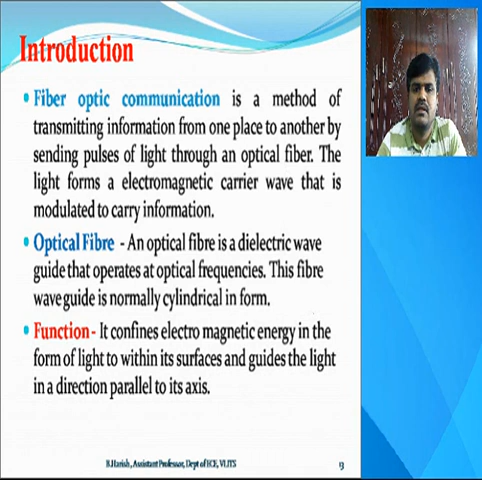 Introduction
• Fiber optic communication is a method of
transmitting information from one place to another by
sending pulses of light through an optical fiber. The
light forms a electromagnetic carrier wave that is
modulated to carry information.
• Optical Fibre - An optical fibre is a dielectric wave
guide that operates at optical frequencies. This fibre
wave guide is normally cylindrical in form.
• Function - It confines electro magnetic energy in the
form of light to within its surfaces and guides the light
in a direction parallel to its axis.
B.Harish , Assistant Professor, Dept of ECE, VLITS
13